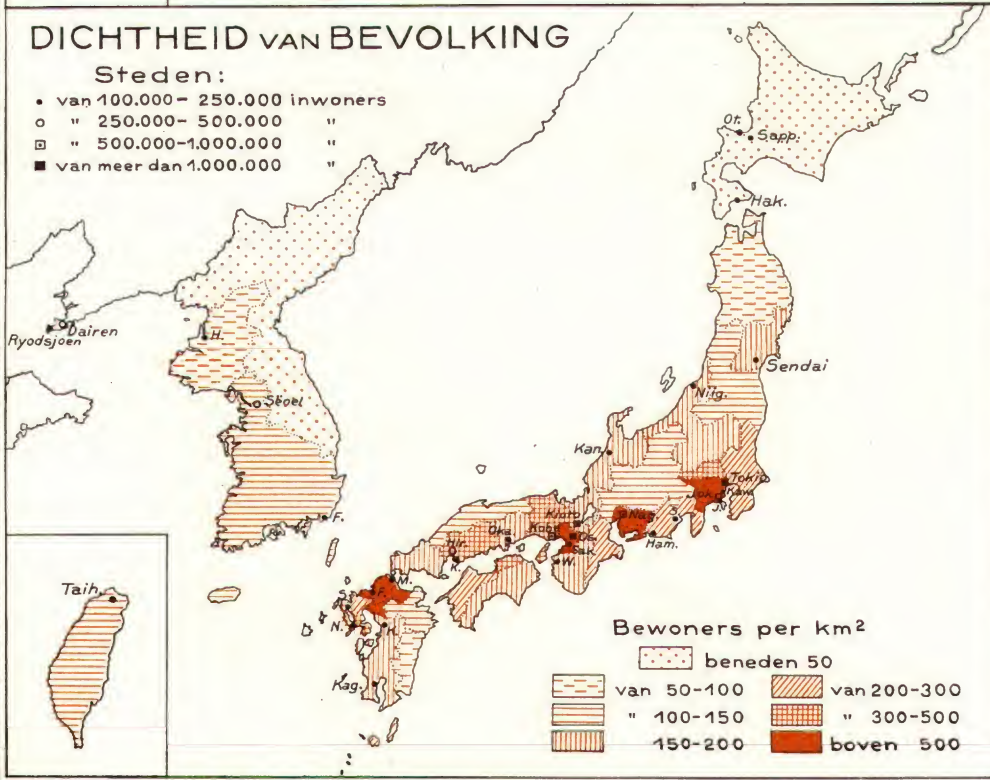 DICHTHEID VAN BEVOLKING
Steden:
van 100.000 - 250.000 inwoners
" 250.000 - 500.000 "
" 500.000 - 1.000.000 "
van meer dan 1.000.000 "
Ot.
Sapp.
Hak.
Dairen
Ryodsjoen
H.
Sëoel
Sendai
Niig.
Kan.
Tokio
Kaw.
Jok.
J.
F.
Kioto
Nag.
S.
Kobe
Os.
Oka.
Hir.
Sak.
Ham.
K.
W.
M.
F.
S.
Taih.
N.
K.
Kag.
Bewoners per km²
beneden 50
van 50-100
van 200-300
" 100-150
" 300-500
150-200
boven 500